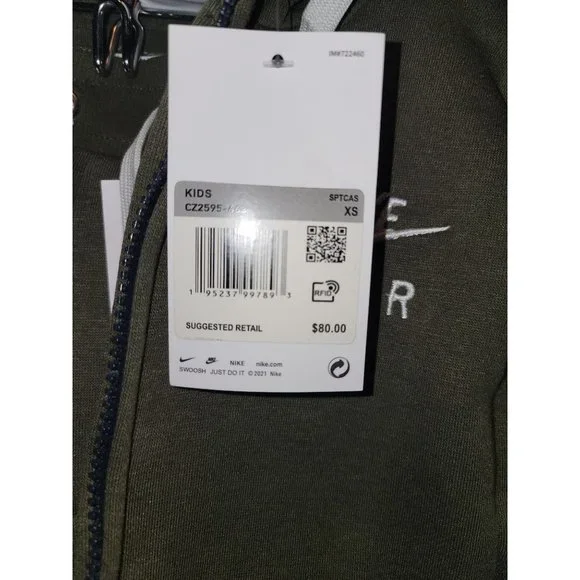 0MW722460
KIDS
SPTCAS
XS
1 95237 99789 3
RFID
SUGGESTED RETAIL
$80.00
NIKE nike.com
SWOOSH JUST DO IT © 2021 Nike
E
R